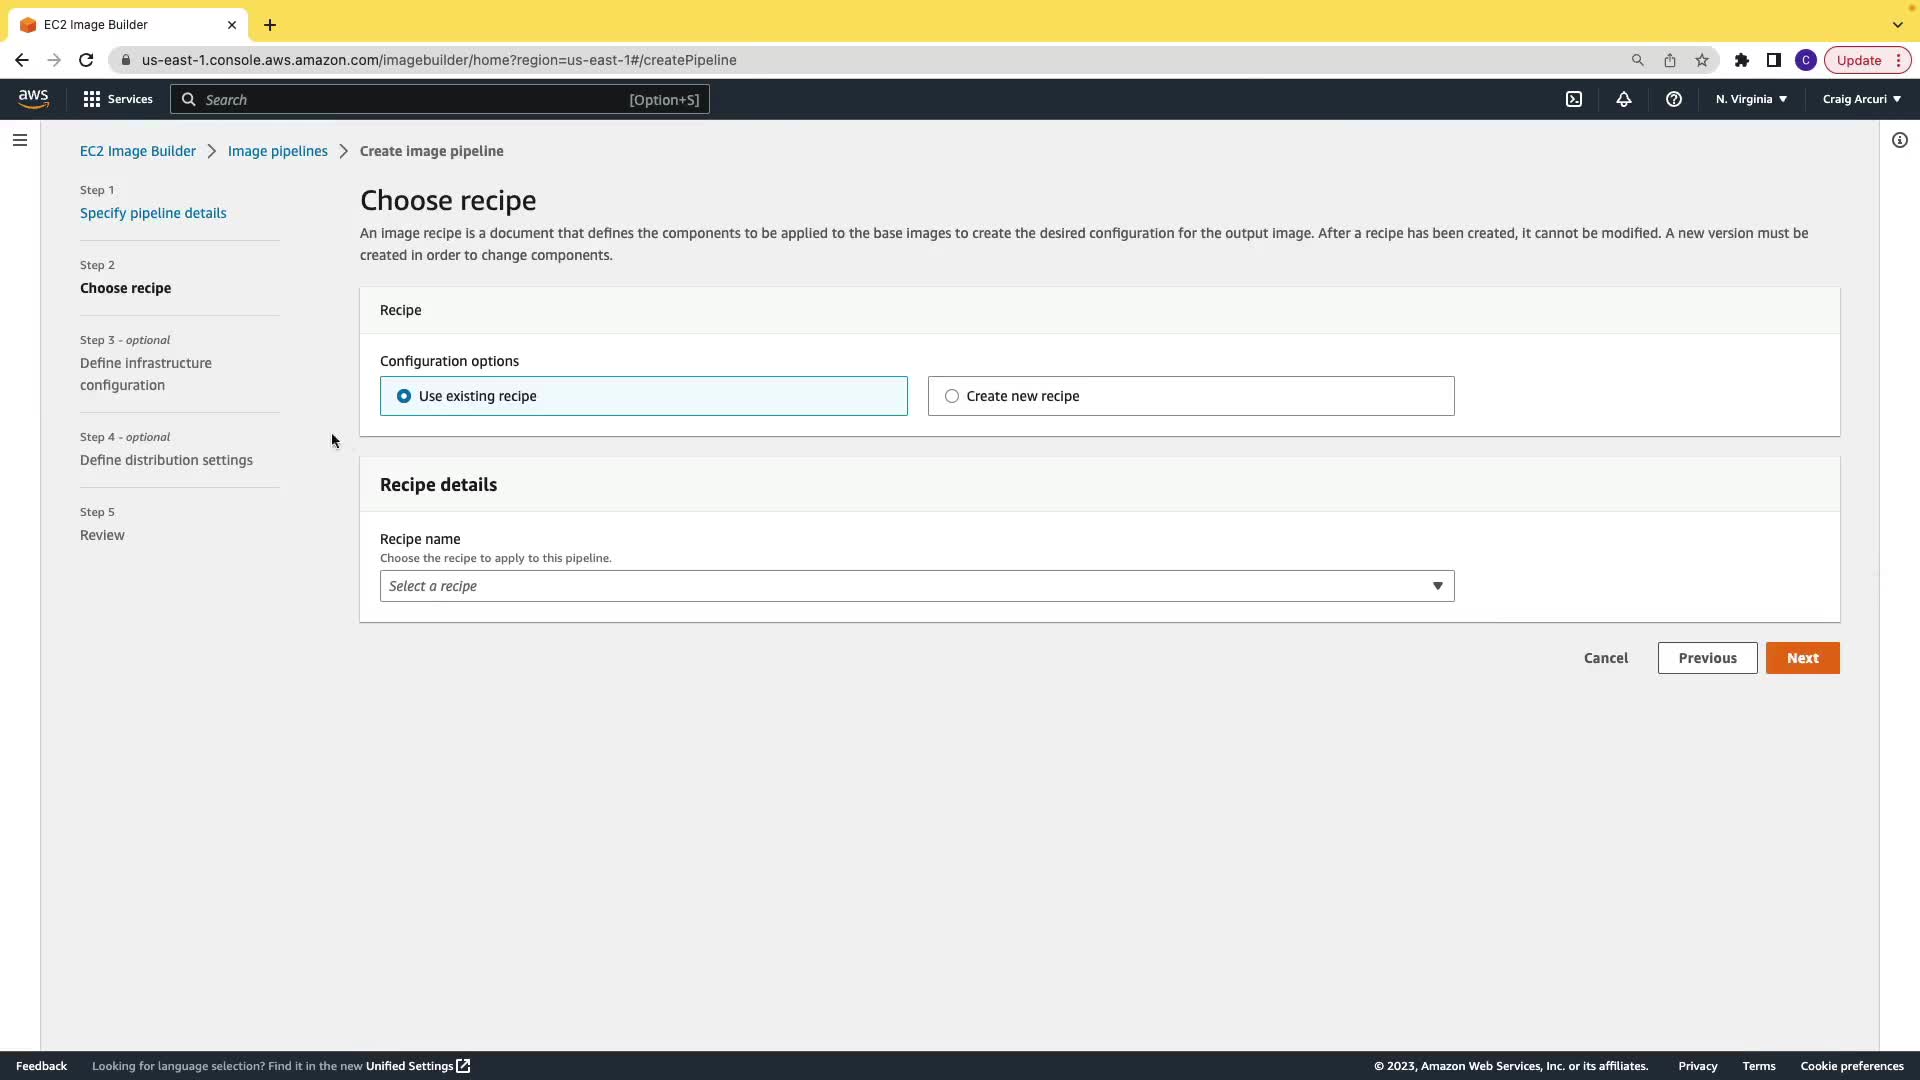 EC2 Image Builder
us-east-1.console.aws.amazon.com/imagebuilder/home?region=us-east-1#/createPipeline
C
Update
aws
Services
Search
[Option+S]
N. Virginia
Craig Arcuri
EC2 Image Builder
Image pipelines
Create image pipeline
Step 1
Specify pipeline details
Step 2
Choose recipe
Step 3 - optional
Define infrastructure
configuration
Step 4 - optional
Define distribution settings
Step 5
Review
Choose recipe
An image recipe is a document that defines the components to be applied to the base images to create the desired configuration for the output image. After a recipe has been created, it cannot be modified. A new version must be
created in order to change components.
Recipe
Configuration options
Use existing recipe
Create new recipe
Recipe details
Recipe name
Choose the recipe to apply to this pipeline.
Select a recipe
Cancel
Previous
Next
Feedback
Looking for language selection? Find it in the new Unified Settings
© 2023, Amazon Web Services, Inc. or its affiliates.
Privacy
Terms
Cookie preferences